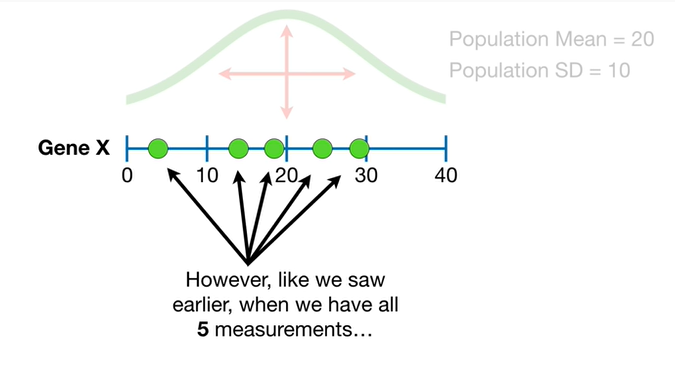 Population Mean = 20
Population SD = 10
Gene X
0 10 20 30 40
However, like we saw
earlier, when we have all
5 measurements…